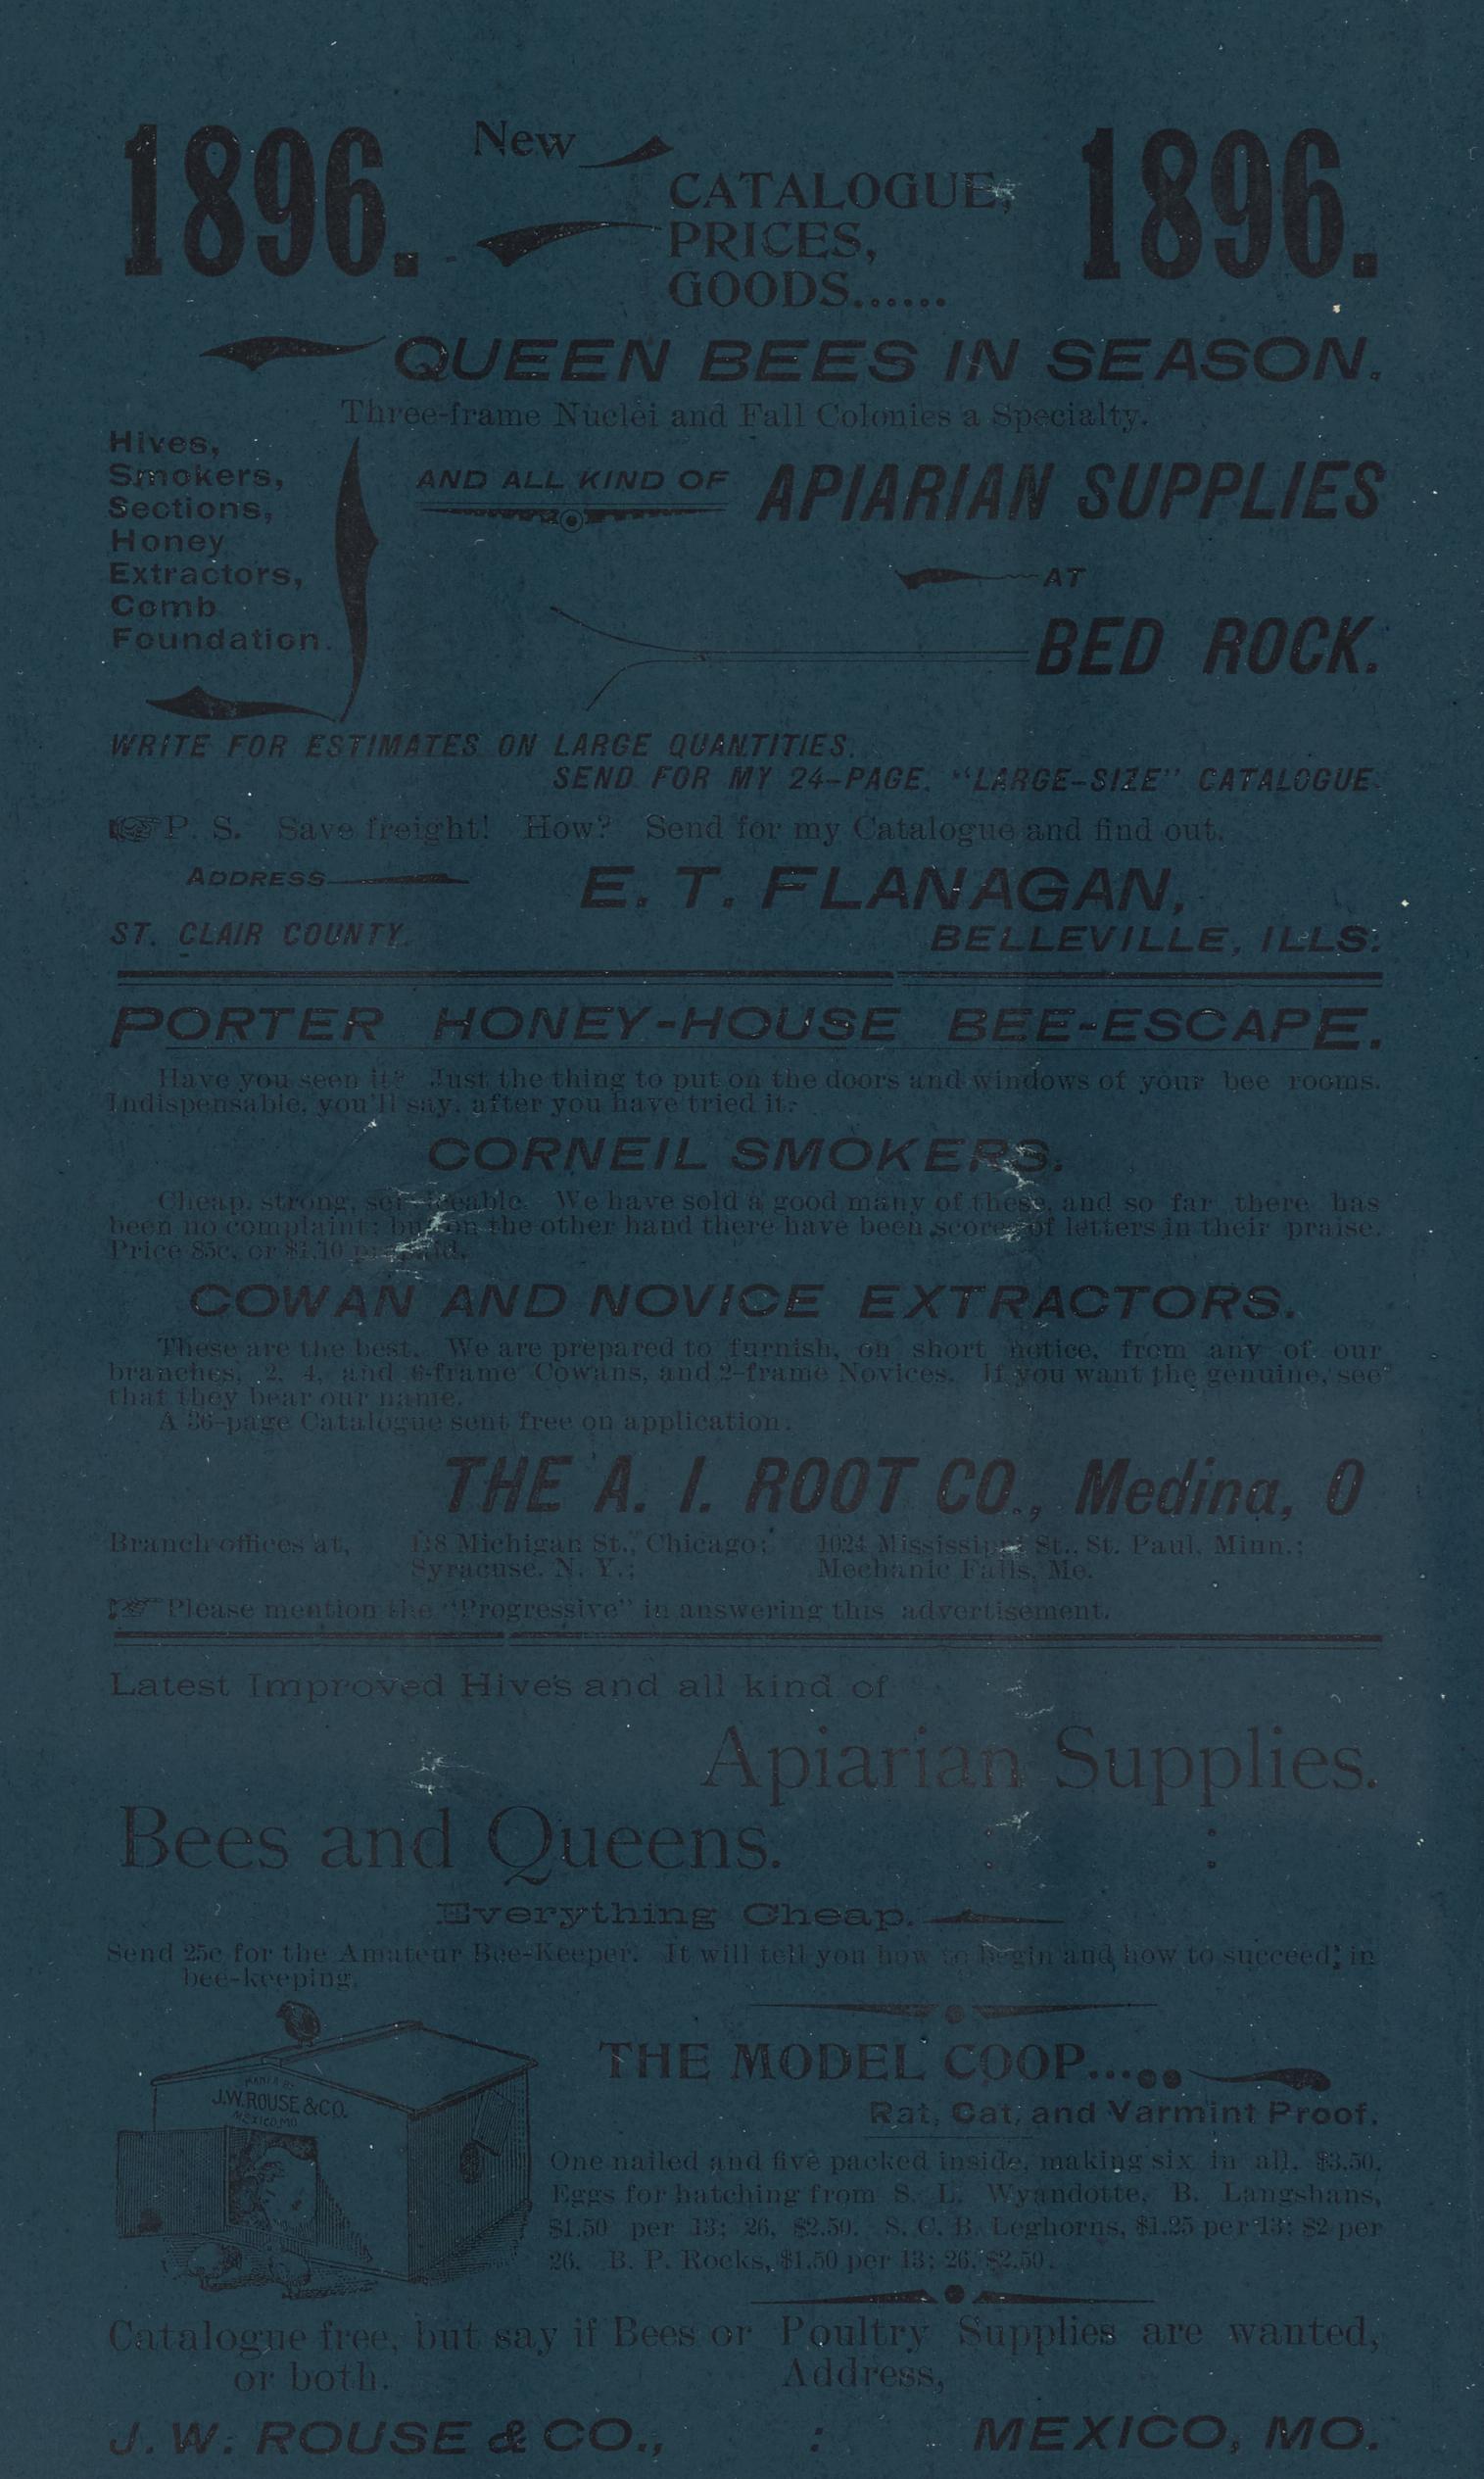 1896. New CATALOGUE, 1896.
PRICES,
GOODS......
QUEEN BEES IN SEASON.
Three-frame Nuclei and Fall Colonies a Specialty.
Hives,
Smokers,
Sections,
Honey
Extractors,
Comb
Foundation.
AND ALL KIND OF APIARIAN SUPPLIES
AT
BED ROCK.
WRITE FOR ESTIMATES ON LARGE QUANTITIES.
SEND FOR MY 24-PAGE. "LARGE-SIZE" CATALOGUE.
P. S. Save freight! How? Send for my Catalogue and find out.
ADDRESS E. T. FLANAGAN,
ST. CLAIR COUNTY. BELLEVILLE, ILLS.
PORTER HONEY-HOUSE BEE-ESCAPE.
Have you seen it? Just the thing to put on the doors and windows of your bee rooms.
Indispensable, you'll say, after you have tried it.
CORNEIL SMOKERS.
Cheap, strong, serviceable. We have sold a good many of these, and so far there has
been no complaint; but on the other hand there have been scores of letters in their praise.
Price 85c, or $1.10 prepaid.
COWAN AND NOVICE EXTRACTORS.
These are the best. We are prepared to furnish, on short notice, from any of our
branches, 2, 4, and 6-frame Cowans, and 2-frame Novices. If you want the genuine, see
that they bear our name.
A 36-page Catalogue sent free on application.
THE A. I. ROOT CO., Medina, O
Branch offices at, 118 Michigan St., Chicago; 1024 Mississippi St., St. Paul, Minn.;
Syracuse, N. Y.; Mechanic Falls, Me.
Please mention the "Progressive" in answering this advertisement.
Latest Improved Hives and all kind of
Apiarian Supplies.
Bees and Queens. : :
Everything Cheap.
Send 25c for the Amateur Bee-Keeper. It will tell you how to begin and how to succeed in
bee-keeping.
J.W. ROUSE & CO.
MEXICO, MO.
THE MODEL COOP.....
Rat, Cat, and Varmint Proof.
One nailed and five packed inside, making six in all, $3.50.
Eggs for hatching from S. L. Wyandotte, B. Langshans,
$1.50 per 13; 26, $2.50. S. C. B. Leghorns, $1.25 per 13; $2 per
26. B. P. Rocks, $1.50 per 13; 26, $2.50.
Catalogue free, but say if Bees or Poultry Supplies are wanted,
or both. Address,
J. W. ROUSE & CO., : MEXICO, MO.